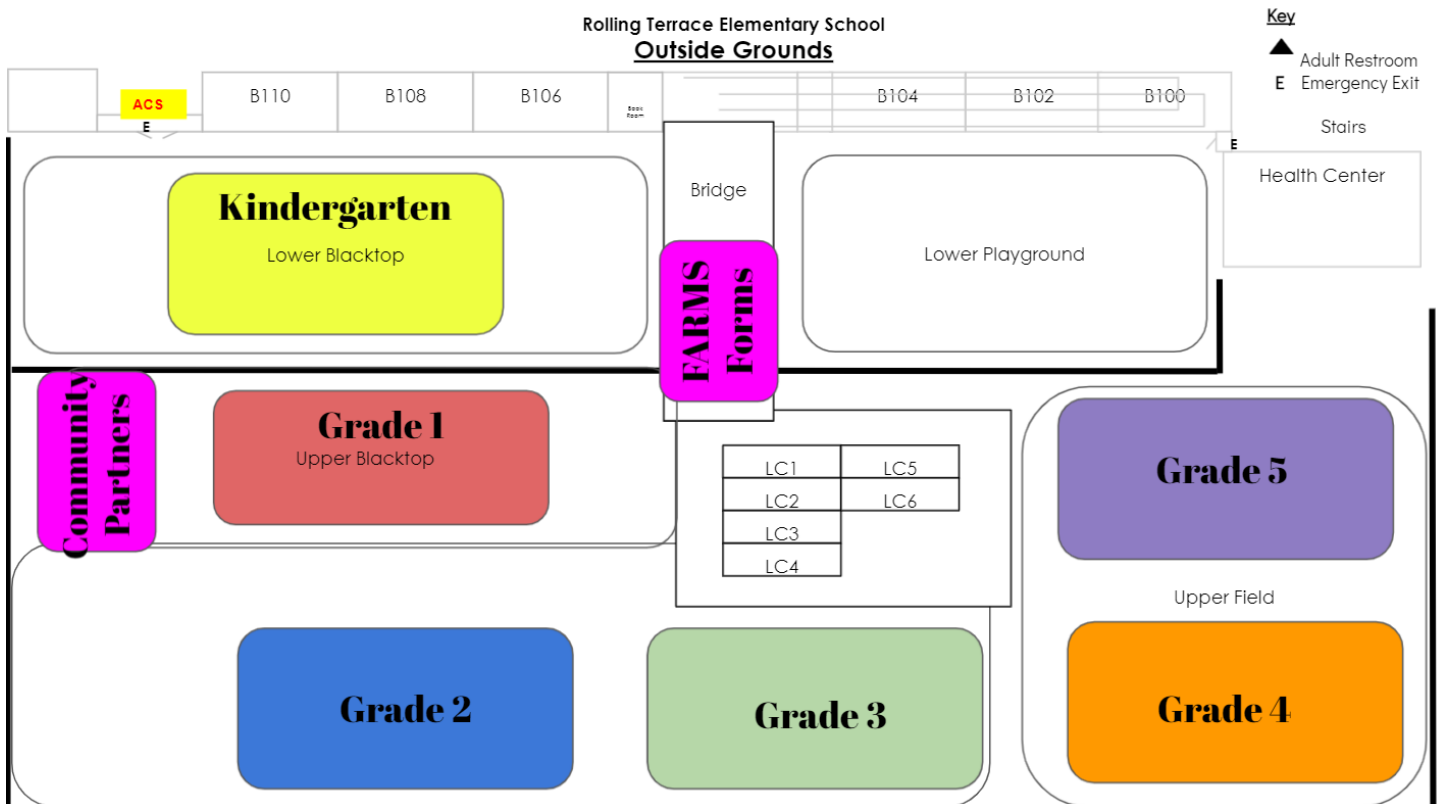 Rolling Terrace Elementary School
Outside Grounds
Key
Adult Restroom
E Emergency Exit
Stairs
ACS
E
B110
B108
B106
Book
Room
B104
B102
B100
E
Health Center
Kindergarten
Lower Blacktop
Bridge
FARMS
Forms
Lower Playground
Community
Partners
Grade 1
Upper Blacktop
LC1
LC5
LC2
LC6
LC3
LC4
Grade 5
Upper Field
Grade 2
Grade 3
Grade 4